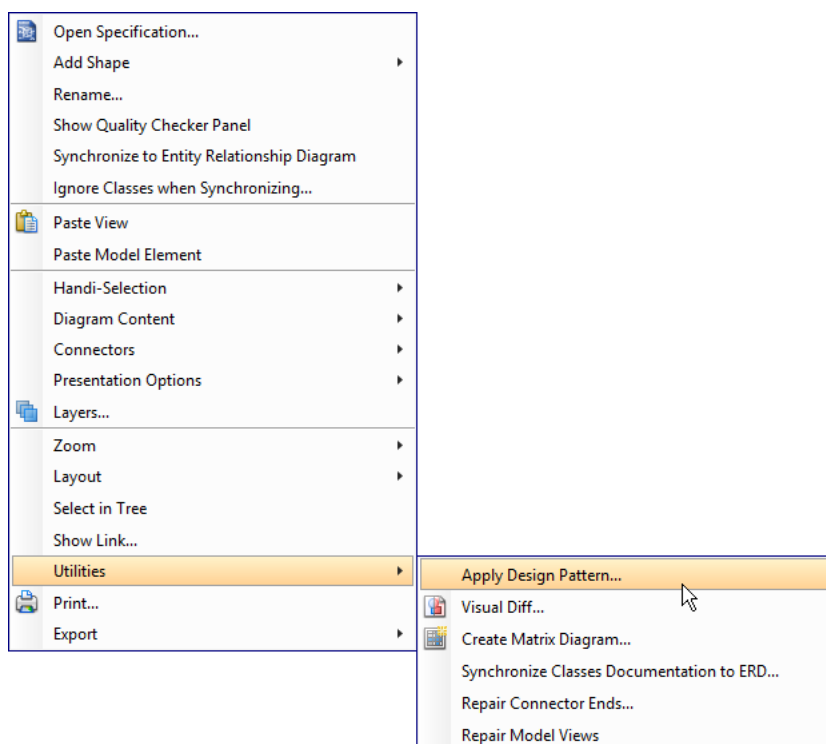 Open Specification...
Add Shape
Rename...
Show Quality Checker Panel
Synchronize to Entity Relationship Diagram
Ignore Classes when Synchronizing...
Paste View
Paste Model Element
Handi-Selection
Diagram Content
Connectors
Presentation Options
Layers...
Zoom
Layout
Select in Tree
Show Link...
Utilities
Print...
Export
Apply Design Pattern...
Visual Diff...
Create Matrix Diagram...
Synchronize Classes Documentation to ERD...
Repair Connector Ends...
Repair Model Views